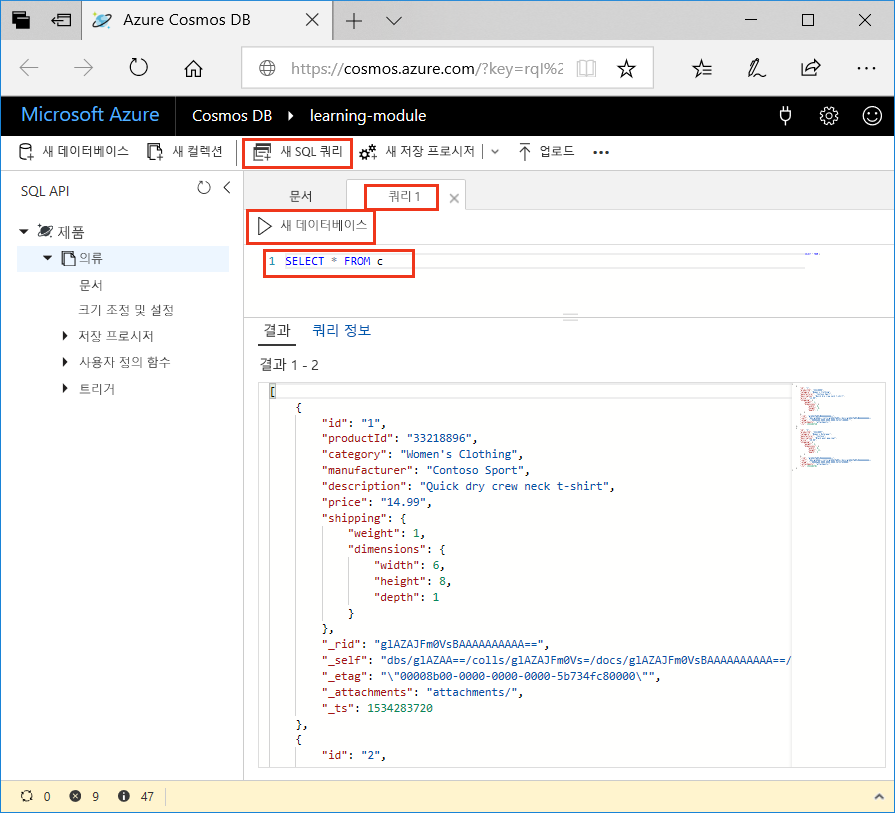 Azure Cosmos DB
https://cosmos.azure.com/?key=rql%2
Microsoft Azure Cosmos DB learning-module
새 데이터베이스 새 컬렉션 새 SQL 쿼리 새 저장 프로시저 업로드
SQL API
문서 쿼리 1
제품
새 데이터베이스
의류
1 SELECT * FROM c
문서
크기 조정 및 설정
저장 프로시저
사용자 정의 함수
트리거
결과 쿼리 정보
결과 1 - 2
[
{
"id": "1",
"productId": "33218896",
"category": "Women's Clothing",
"manufacturer": "Contoso Sport",
"description": "Quick dry crew neck t-shirt",
"price": "14.99",
"shipping": {
"weight": 1,
"dimensions": {
"width": 6,
"height": 8,
"depth": 1
}
},
"_rid": "glAZAJFm0VsBAAAAAAAAAA==",
"_self": "dbs/glAZAA==/colls/glAZAJFm0Vs=/docs/glAZAJFm0VsBAAAAAAAAAA==/
"_etag": "\"00008b00-0000-0000-0000-5b734fc80000\"",
"_attachments": "attachments/",
"_ts": 1534283720
},
{
"id": "2",
0 9 47